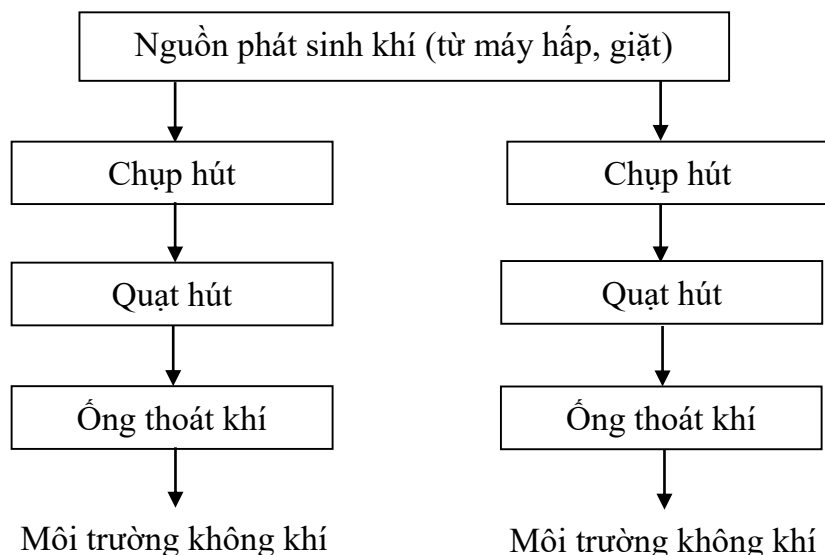 Nguồn phát sinh khí (từ máy hấp, giặt)
Chụp hút
Chụp hút
Quạt hút
Quạt hút
Ống thoát khí
Ống thoát khí
Môi trường không khí
Môi trường không khí